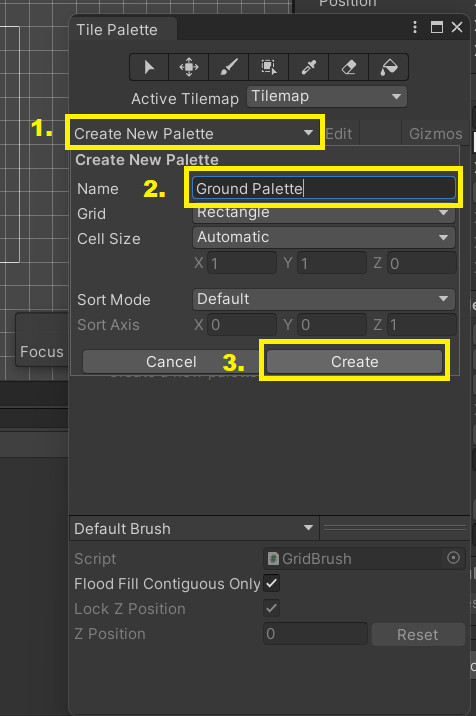 Position
Tile Palette
Active Tilemap Tilemap
1. Create New Palette Edit Gizmos
Create New Palette
Name 2. Ground Palette
Grid Rectangle
Cell Size Automatic
X 1 Y 1 Z 0
Sort Mode Default
Sort Axis X 0 Y 0 Z 1
Focus
Cancel 3. Create
Default Brush
Script # GridBrush
Flood Fill Contiguous Only
Lock Z Position
Z Position 0 Reset